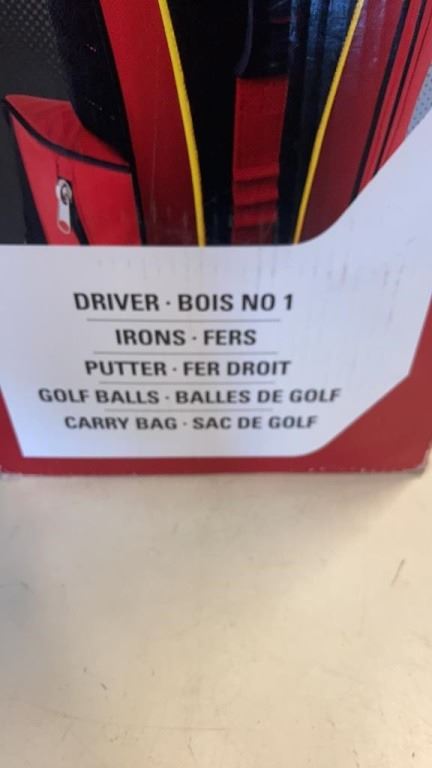 DRIVER · BOIS NO 1
IRONS · FERS
PUTTER · FER DROIT
GOLF BALLS · BALLES DE GOLF
CARRY BAG · SAC DE GOLF